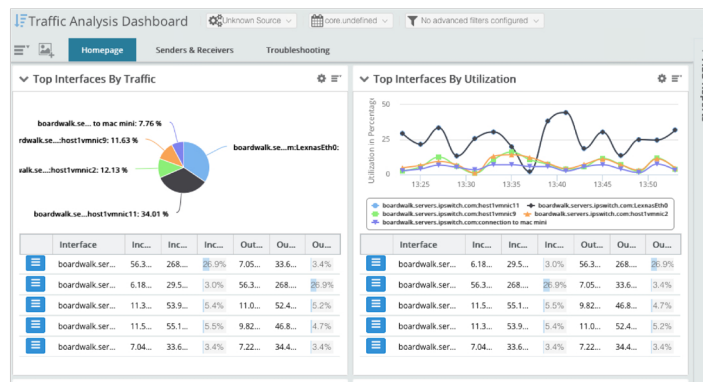 Traffic Analysis Dashboard
Unknown Source
core.undefined
No advanced filters configured
Homepage
Senders & Receivers
Troubleshooting
Top Interfaces By Traffic
boardwalk.se... to mac mini: 7.76 %
rdwalk.se...:host1vmnic9: 11.63 %
boardwalk.se...m:LexnasEth0:
valk.se...:host1vmnic2: 12.13 %
boardwalk.se...host1vmnic11: 34.01 %
Interface Inc... Inc... Inc... Out... Ou... Ou...
boardwalk.ser... 56.3... 268.... 26.9% 7.05... 33.6... 3.4%
boardwalk.ser... 6.18... 29.5... 3.0% 56.3... 268.... 26.9%
boardwalk.ser... 11.3... 53.9... 5.4% 11.0... 52.4... 5.2%
boardwalk.ser... 11.5... 55.1... 5.5% 9.82... 46.8... 4.7%
boardwalk.ser... 7.04... 33.6... 3.4% 7.22... 34.4... 3.4%
Top Interfaces By Utilization
Utilization in Percentage
50
25
0
13:25 13:30 13:35 13:40 13:45 13:50
boardwalk.servers.ipswitch.com:host1vmnic11 boardwalk.servers.ipswitch.com:LexnasEth0
boardwalk.servers.ipswitch.com:host1vmnic9 boardwalk.servers.ipswitch.com:host1vmnic2
boardwalk.servers.ipswitch.com:connection to mac mini
Interface Inc... Inc... Inc... Out... Ou... Ou...
boardwalk.ser... 6.18... 29.5... 3.0% 56.3... 268.... 26.9%
boardwalk.ser... 56.3... 268.... 26.9% 7.05... 33.6... 3.4%
boardwalk.ser... 11.5... 55.1... 5.5% 9.82... 46.8... 4.7%
boardwalk.ser... 11.3... 53.9... 5.4% 11.0... 52.4... 5.2%
boardwalk.ser... 7.04... 33.6... 3.4% 7.22... 34.4... 3.4%